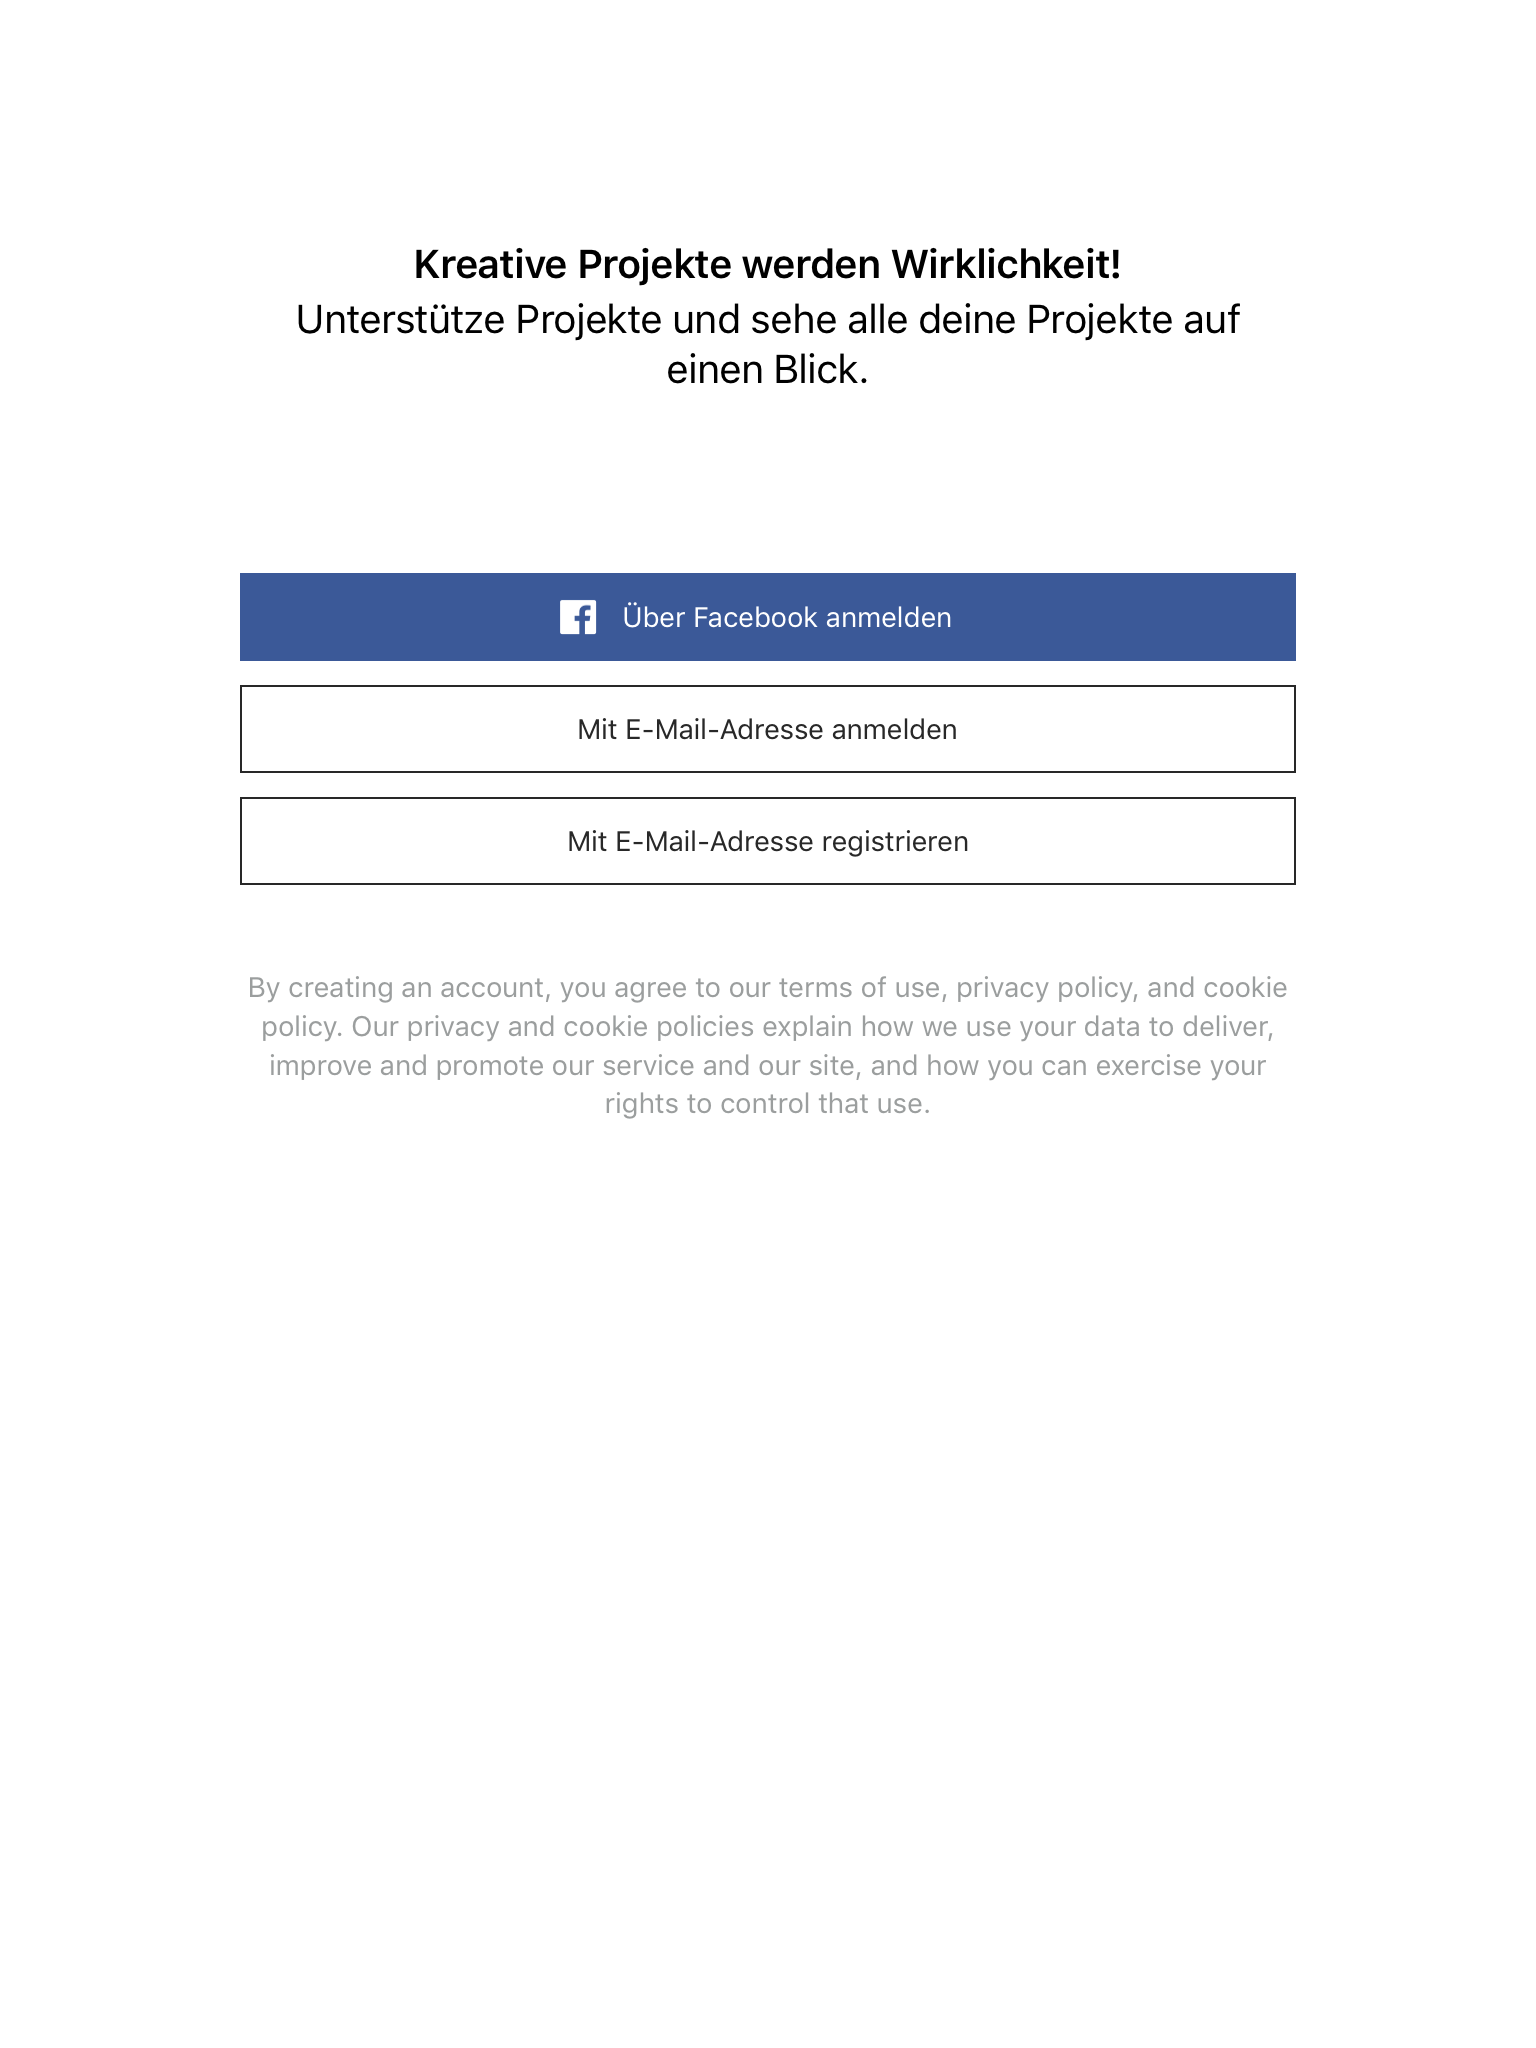 Kreative Projekte werden Wirklichkeit!
Unterstütze Projekte und sehe alle deine Projekte auf
einen Blick.
Über Facebook anmelden
Mit E-Mail-Adresse anmelden
Mit E-Mail-Adresse registrieren
By creating an account, you agree to our terms of use, privacy policy, and cookie
policy. Our privacy and cookie policies explain how we use your data to deliver,
improve and promote our service and our site, and how you can exercise your
rights to control that use.